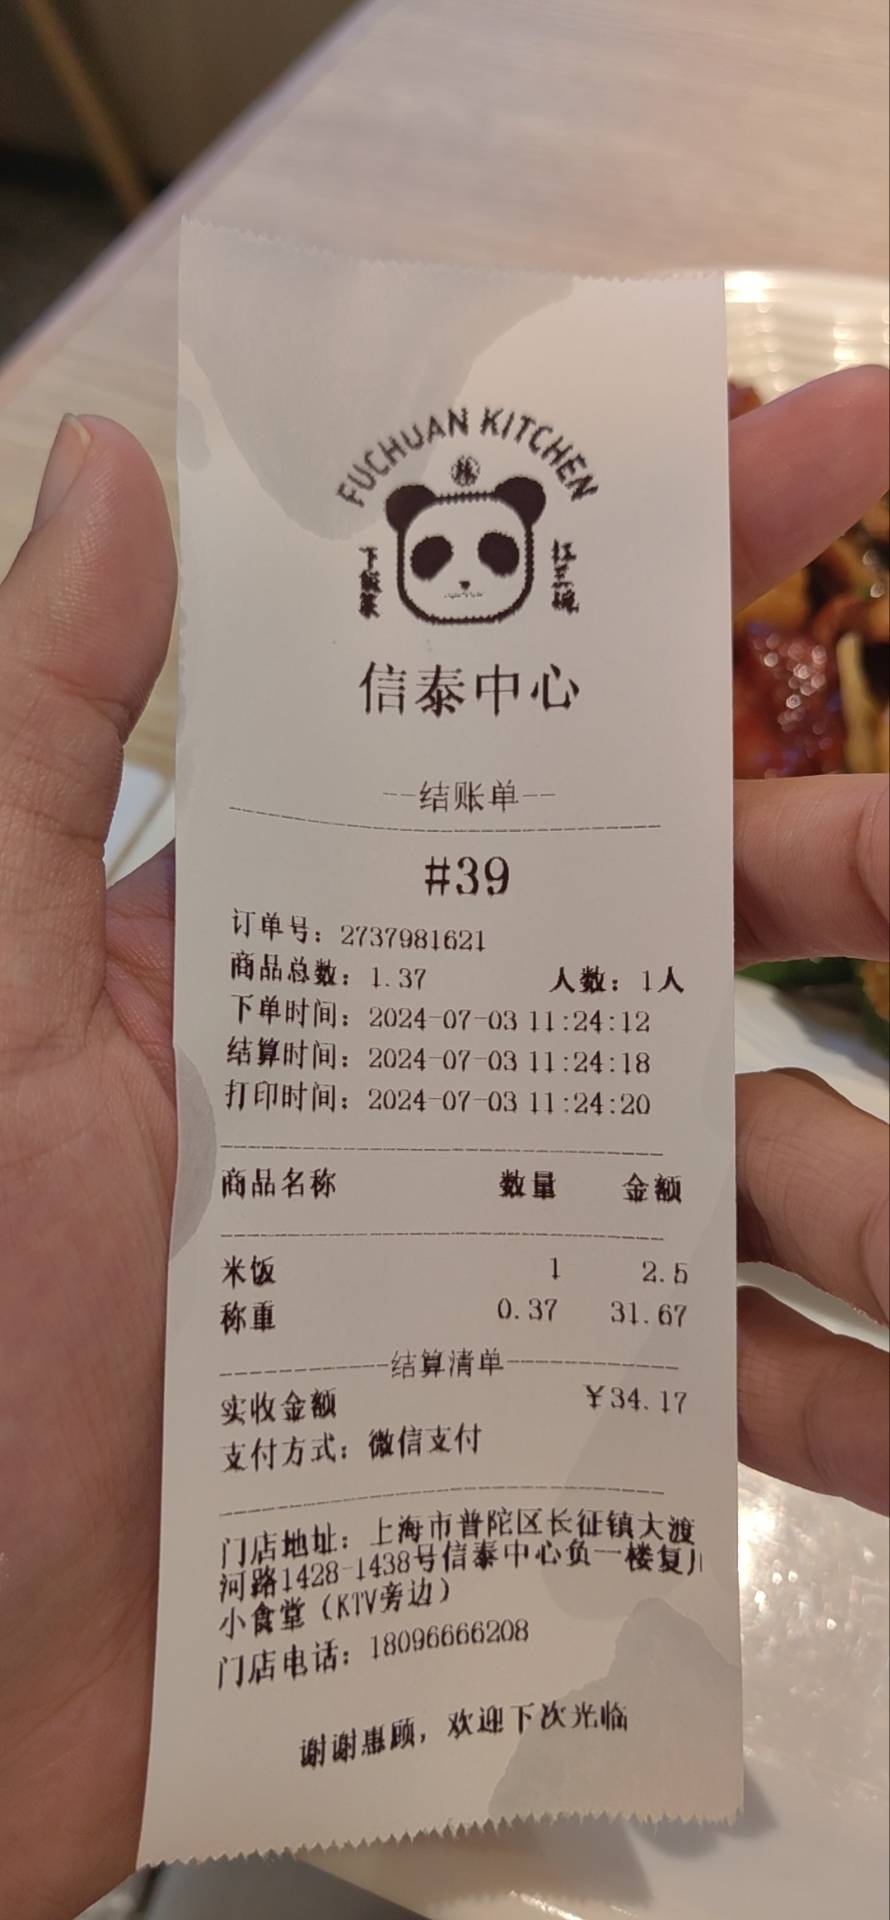 FUCHUAN KITCHEN
下饭菜
扛三碗
信泰中心
--结账单--
#39
订单号：2737981621
商品总数：1.37 人数：1人
下单时间：2024-07-03 11:24:12
结算时间：2024-07-03 11:24:18
打印时间：2024-07-03 11:24:20
商品名称 数量 金额
米饭 1 2.5
称重 0.37 31.67
结算清单
实收金额 ￥34.17
支付方式：微信支付
门店地址：上海市普陀区长征镇大渡
河路1428-1438号信泰中心负一楼复川
小食堂（KTV旁边）
门店电话：18096666208
谢谢惠顾，欢迎下次光临